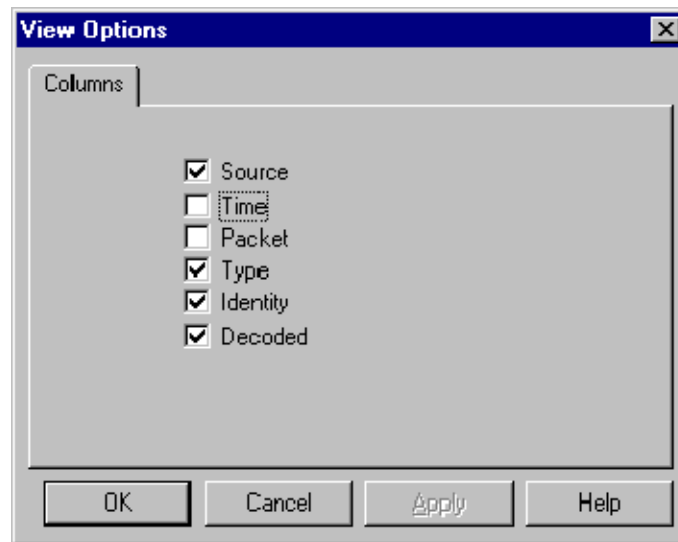 View Options
Columns
Source
Time
Packet
Type
Identity
Decoded
OK Cancel Apply Help